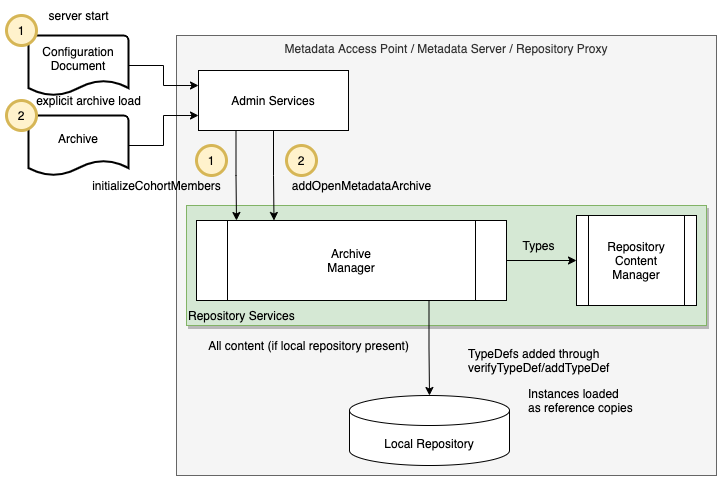 server start
1
Configuration
Document
explicit archive load
2
Archive
Metadata Access Point / Metadata Server / Repository Proxy
Admin Services
1
2
initializeCohortMembers
addOpenMetadataArchive
Archive
Manager
Types
Repository
Content
Manager
Repository Services
All content (if local repository present)
TypeDefs added through
verifyTypeDef/addTypeDef
Instances loaded
as reference copies
Local Repository